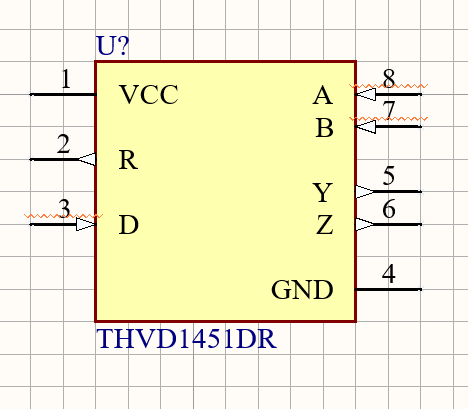 U?
1 VCC A 8
B 7
2 R
Y 5
3 D Z 6
GND 4
THVD1451DR